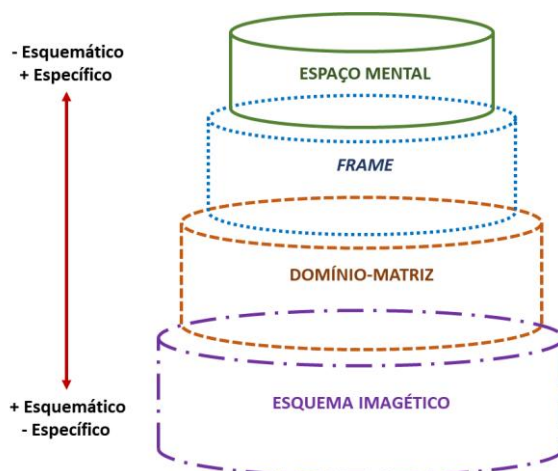 ESPAÇO MENTAL
- Esquemático
+ Específico
FRAME
DOMÍNIO-MATRIZ
+ Esquemático
- Específico
ESQUEMA IMAGÉTICO